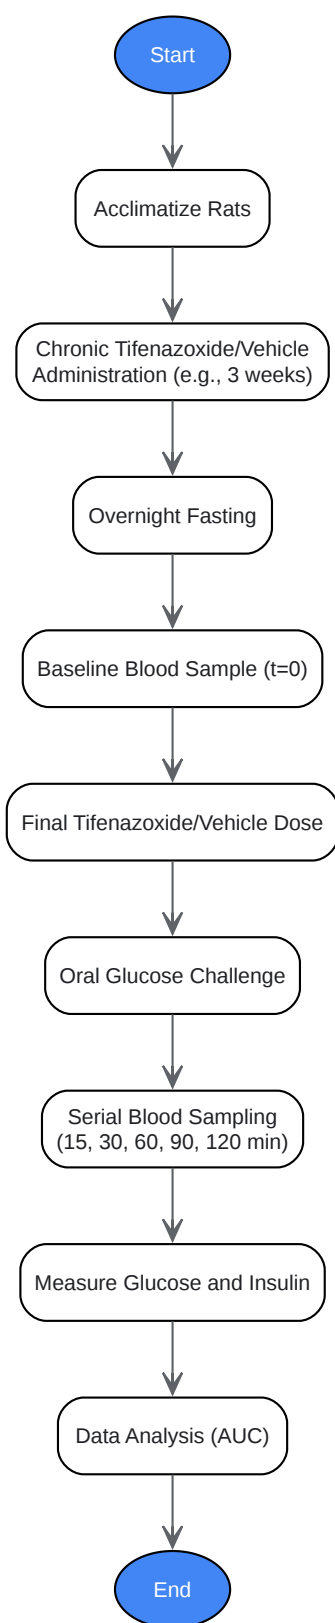 Start
Acclimatize Rats
Chronic Tifenazoxide/Vehicle
Administration (e.g., 3 weeks)
Overnight Fasting
Baseline Blood Sample (t=0)
Final Tifenazoxide/Vehicle Dose
Oral Glucose Challenge
Serial Blood Sampling
(15, 30, 60, 90, 120 min)
Measure Glucose and Insulin
Data Analysis (AUC)
End